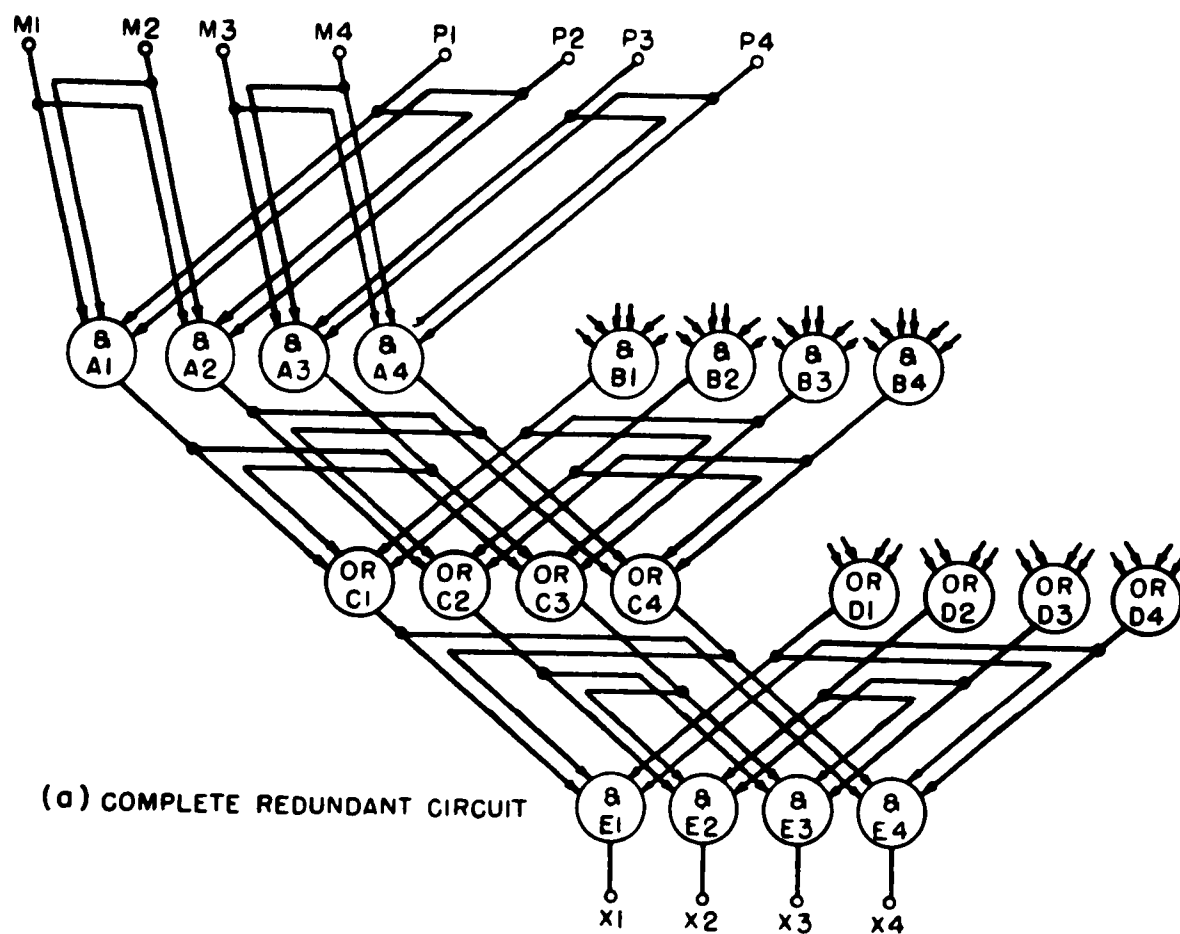 M1 M2 M3 M4 P1 P2 P3 P4
& A1
& A2
& A3
& A4
& B1
& B2
& B3
& B4
OR C1
OR C2
OR C3
OR C4
OR D1
OR D2
OR D3
OR D4
(a) COMPLETE REDUNDANT CIRCUIT
& E1
& E2
& E3
& E4
X1 X2 X3 X4